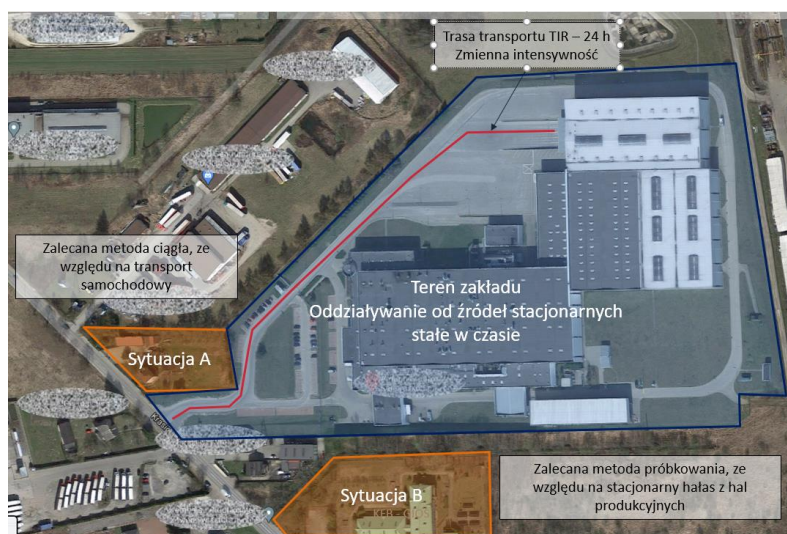 Trasa transportu TIR – 24 h
Zmienna intensywność
Zalecana metoda ciągła, ze
względu na transport
samochodowy
Teren zakładu
Oddziaływanie od źródeł stacjonarnych
stałe w czasie
Sytuacja A
Sytuacja B
Zalecana metoda próbkowania, ze
względu na stacjonarny hałas z hal
produkcyjnych